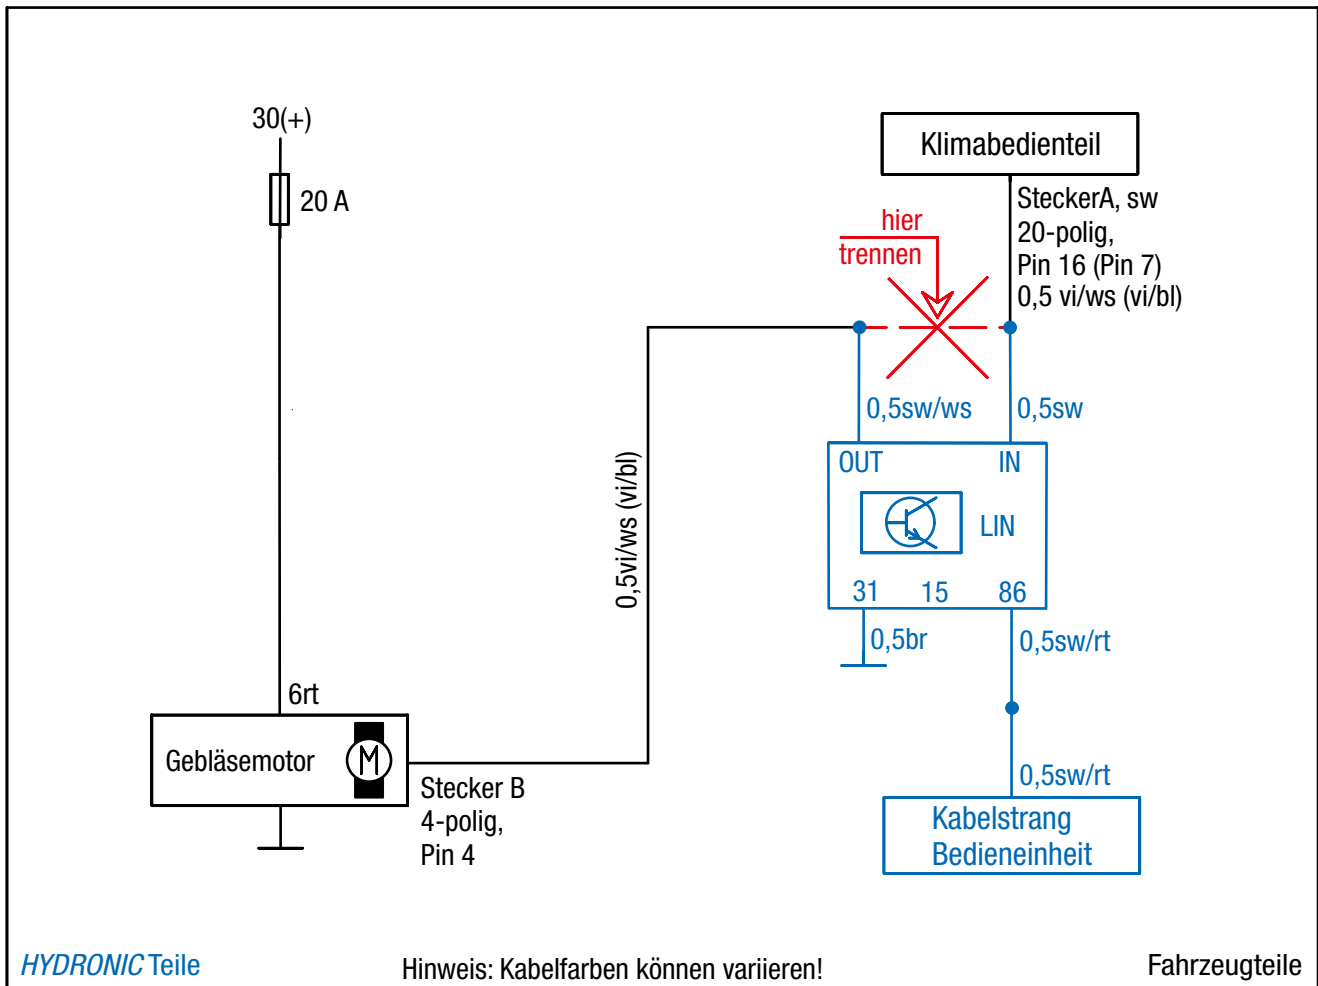 30(+)
20 A
Klimabedienteil
SteckerA, sw
20-polig,
Pin 16 (Pin 7)
0,5 vi/ws (vi/bl)
hier
trennen
0,5sw/ws
0,5sw
OUT
IN
LIN
31
15
86
0,5br
0,5sw/rt
0,5vi/ws (vi/bl)
6rt
Gebläsemotor
M
Stecker B
4-polig,
Pin 4
0,5sw/rt
Kabelstrang
Bedieneinheit
HYDRONIC Teile
Hinweis: Kabelfarben können variieren!
Fahrzeugteile